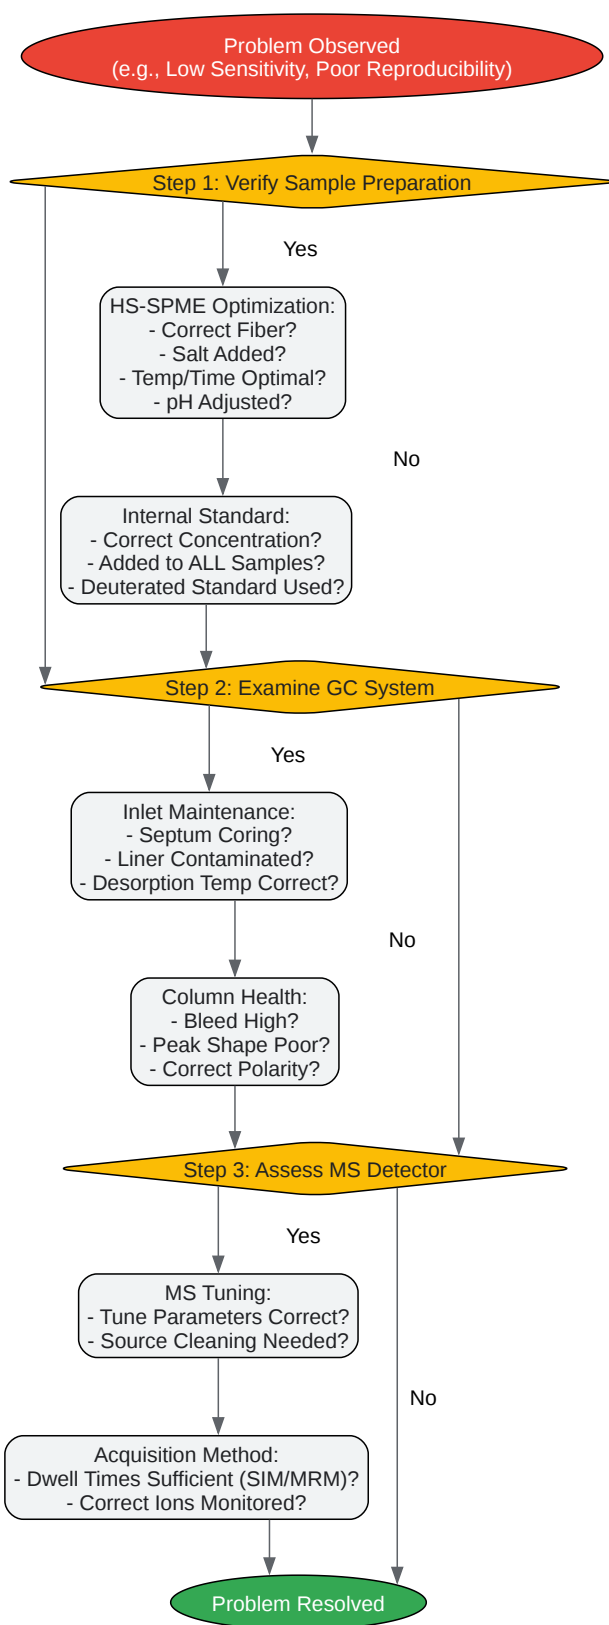 Problem Observed
(e.g., Low Sensitivity, Poor Reproducibility)
Step 1: Verify Sample Preparation
Yes
HS-SPME Optimization:
- Correct Fiber?
- Salt Added?
- Temp/Time Optimal?
- pH Adjusted?
No
Internal Standard:
- Correct Concentration?
- Added to ALL Samples?
- Deuterated Standard Used?
Step 2: Examine GC System
Yes
Inlet Maintenance:
- Septum Coring?
- Liner Contaminated?
- Desorption Temp Correct?
No
Column Health:
- Bleed High?
- Peak Shape Poor?
- Correct Polarity?
Step 3: Assess MS Detector
Yes
MS Tuning:
- Tune Parameters Correct?
- Source Cleaning Needed?
No
Acquisition Method:
- Dwell Times Sufficient (SIM/MRM)?
- Correct Ions Monitored?
Problem Resolved